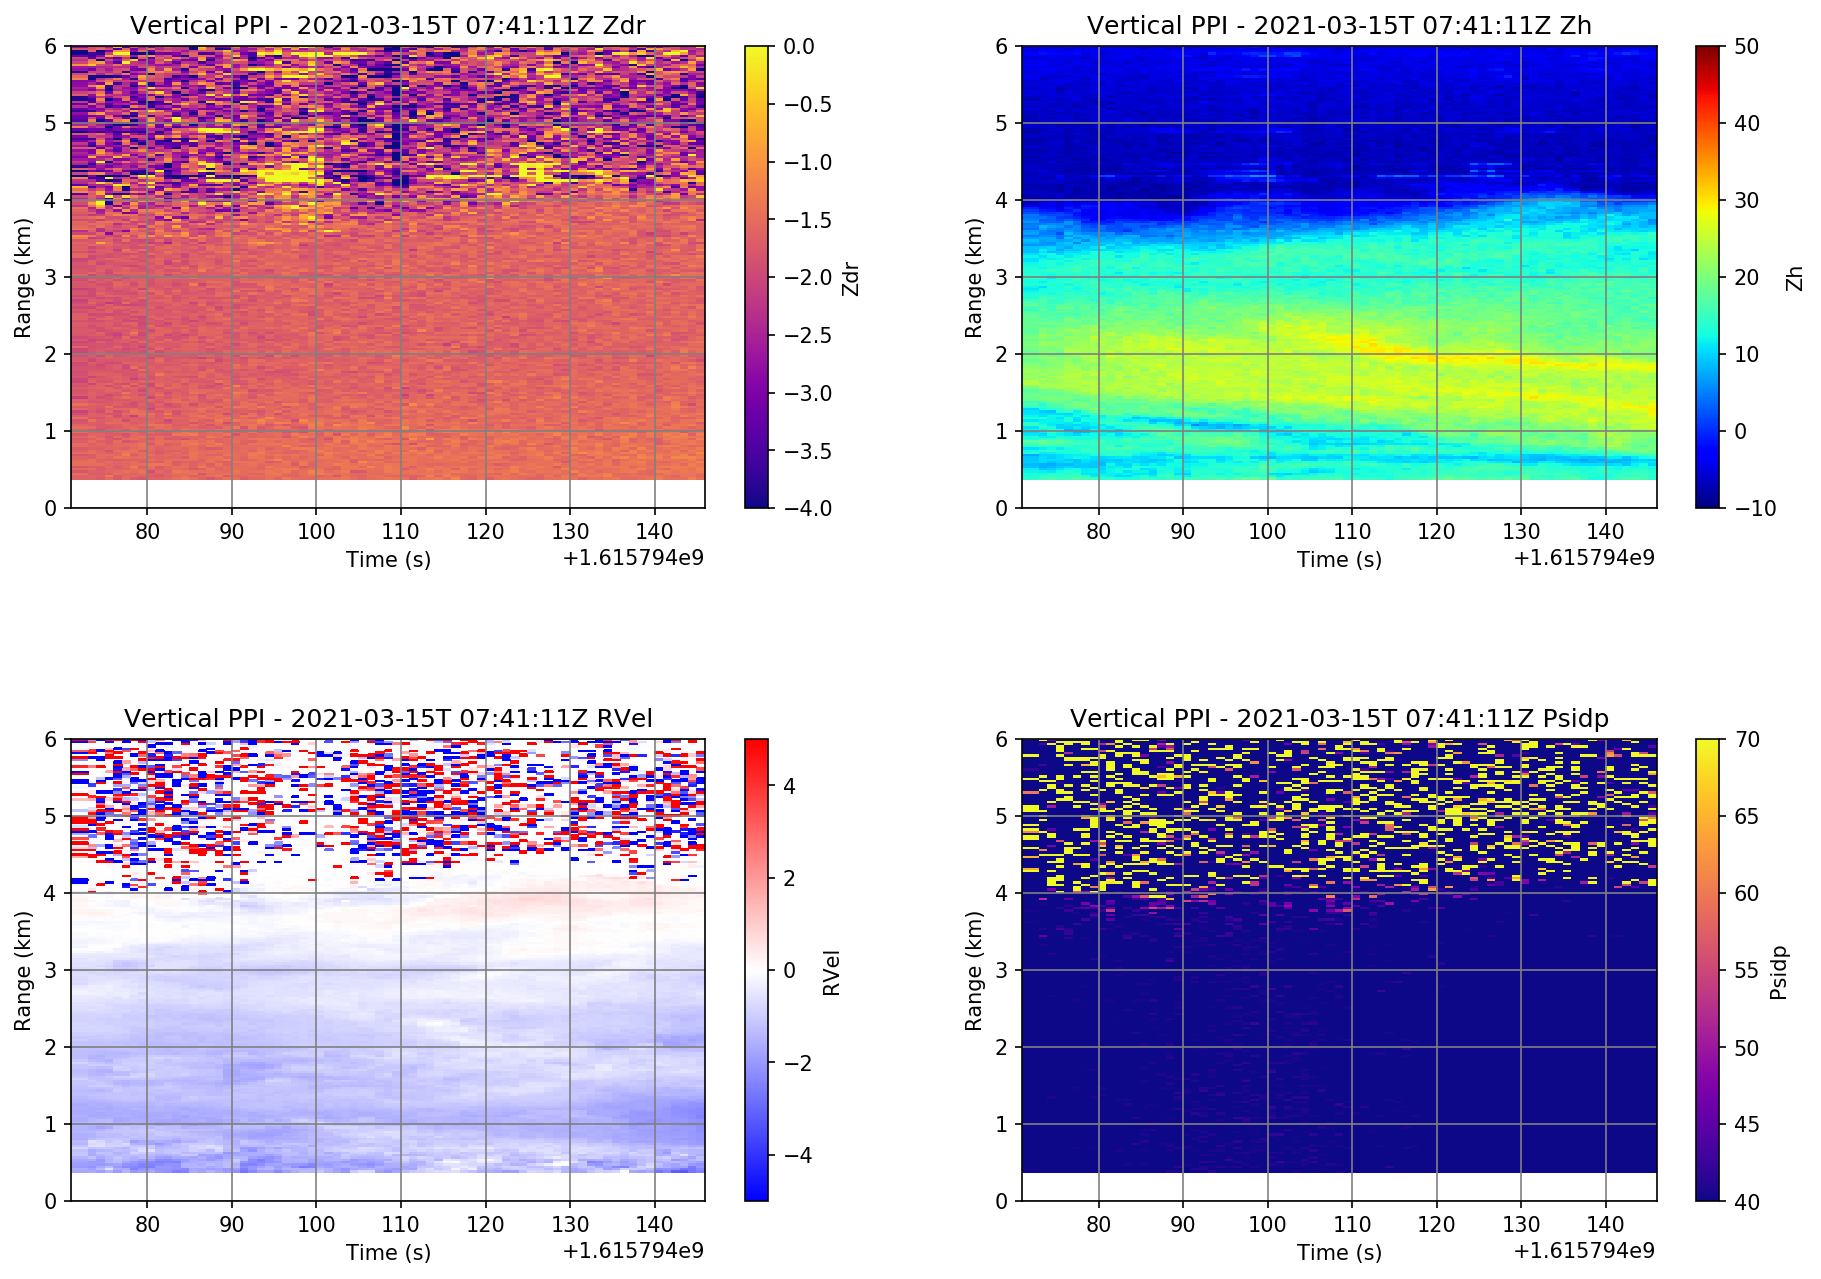 Vertical PPI - 2021-03-15T 07:41:11Z Zdr
6
5
4
3
2
1
0
Range (km)
80 90 100 110 120 130 140
Time (s)
+1.615794e9
0.0
−0.5
−1.0
−1.5
−2.0
−2.5
−3.0
−3.5
−4.0
Zdr
Vertical PPI - 2021-03-15T 07:41:11Z Zh
6
5
4
3
2
1
0
Range (km)
80 90 100 110 120 130 140
Time (s)
+1.615794e9
50
40
30
20
10
0
−10
Zh
Vertical PPI - 2021-03-15T 07:41:11Z RVel
6
5
4
3
2
1
0
Range (km)
80 90 100 110 120 130 140
Time (s)
+1.615794e9
4
2
0
−2
−4
RVel
Vertical PPI - 2021-03-15T 07:41:11Z Psidp
6
5
4
3
2
1
0
Range (km)
80 90 100 110 120 130 140
Time (s)
+1.615794e9
70
65
60
55
50
45
40
Psidp